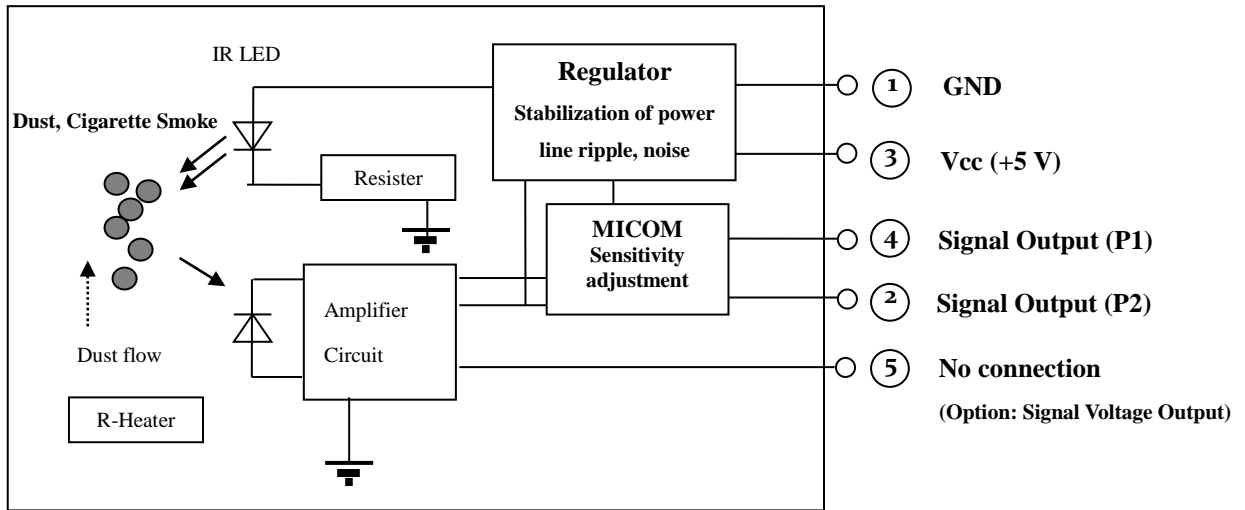 IR LED
Dust, Cigarette Smoke
Regulator
Stabilization of power
line ripple, noise
Resister
MICOM
Sensitivity
adjustment
Amplifier
Circuit
Dust flow
R-Heater
1 GND
3 Vcc (+5 V)
4 Signal Output (P1)
2 Signal Output (P2)
5 No connection
(Option: Signal Voltage Output)